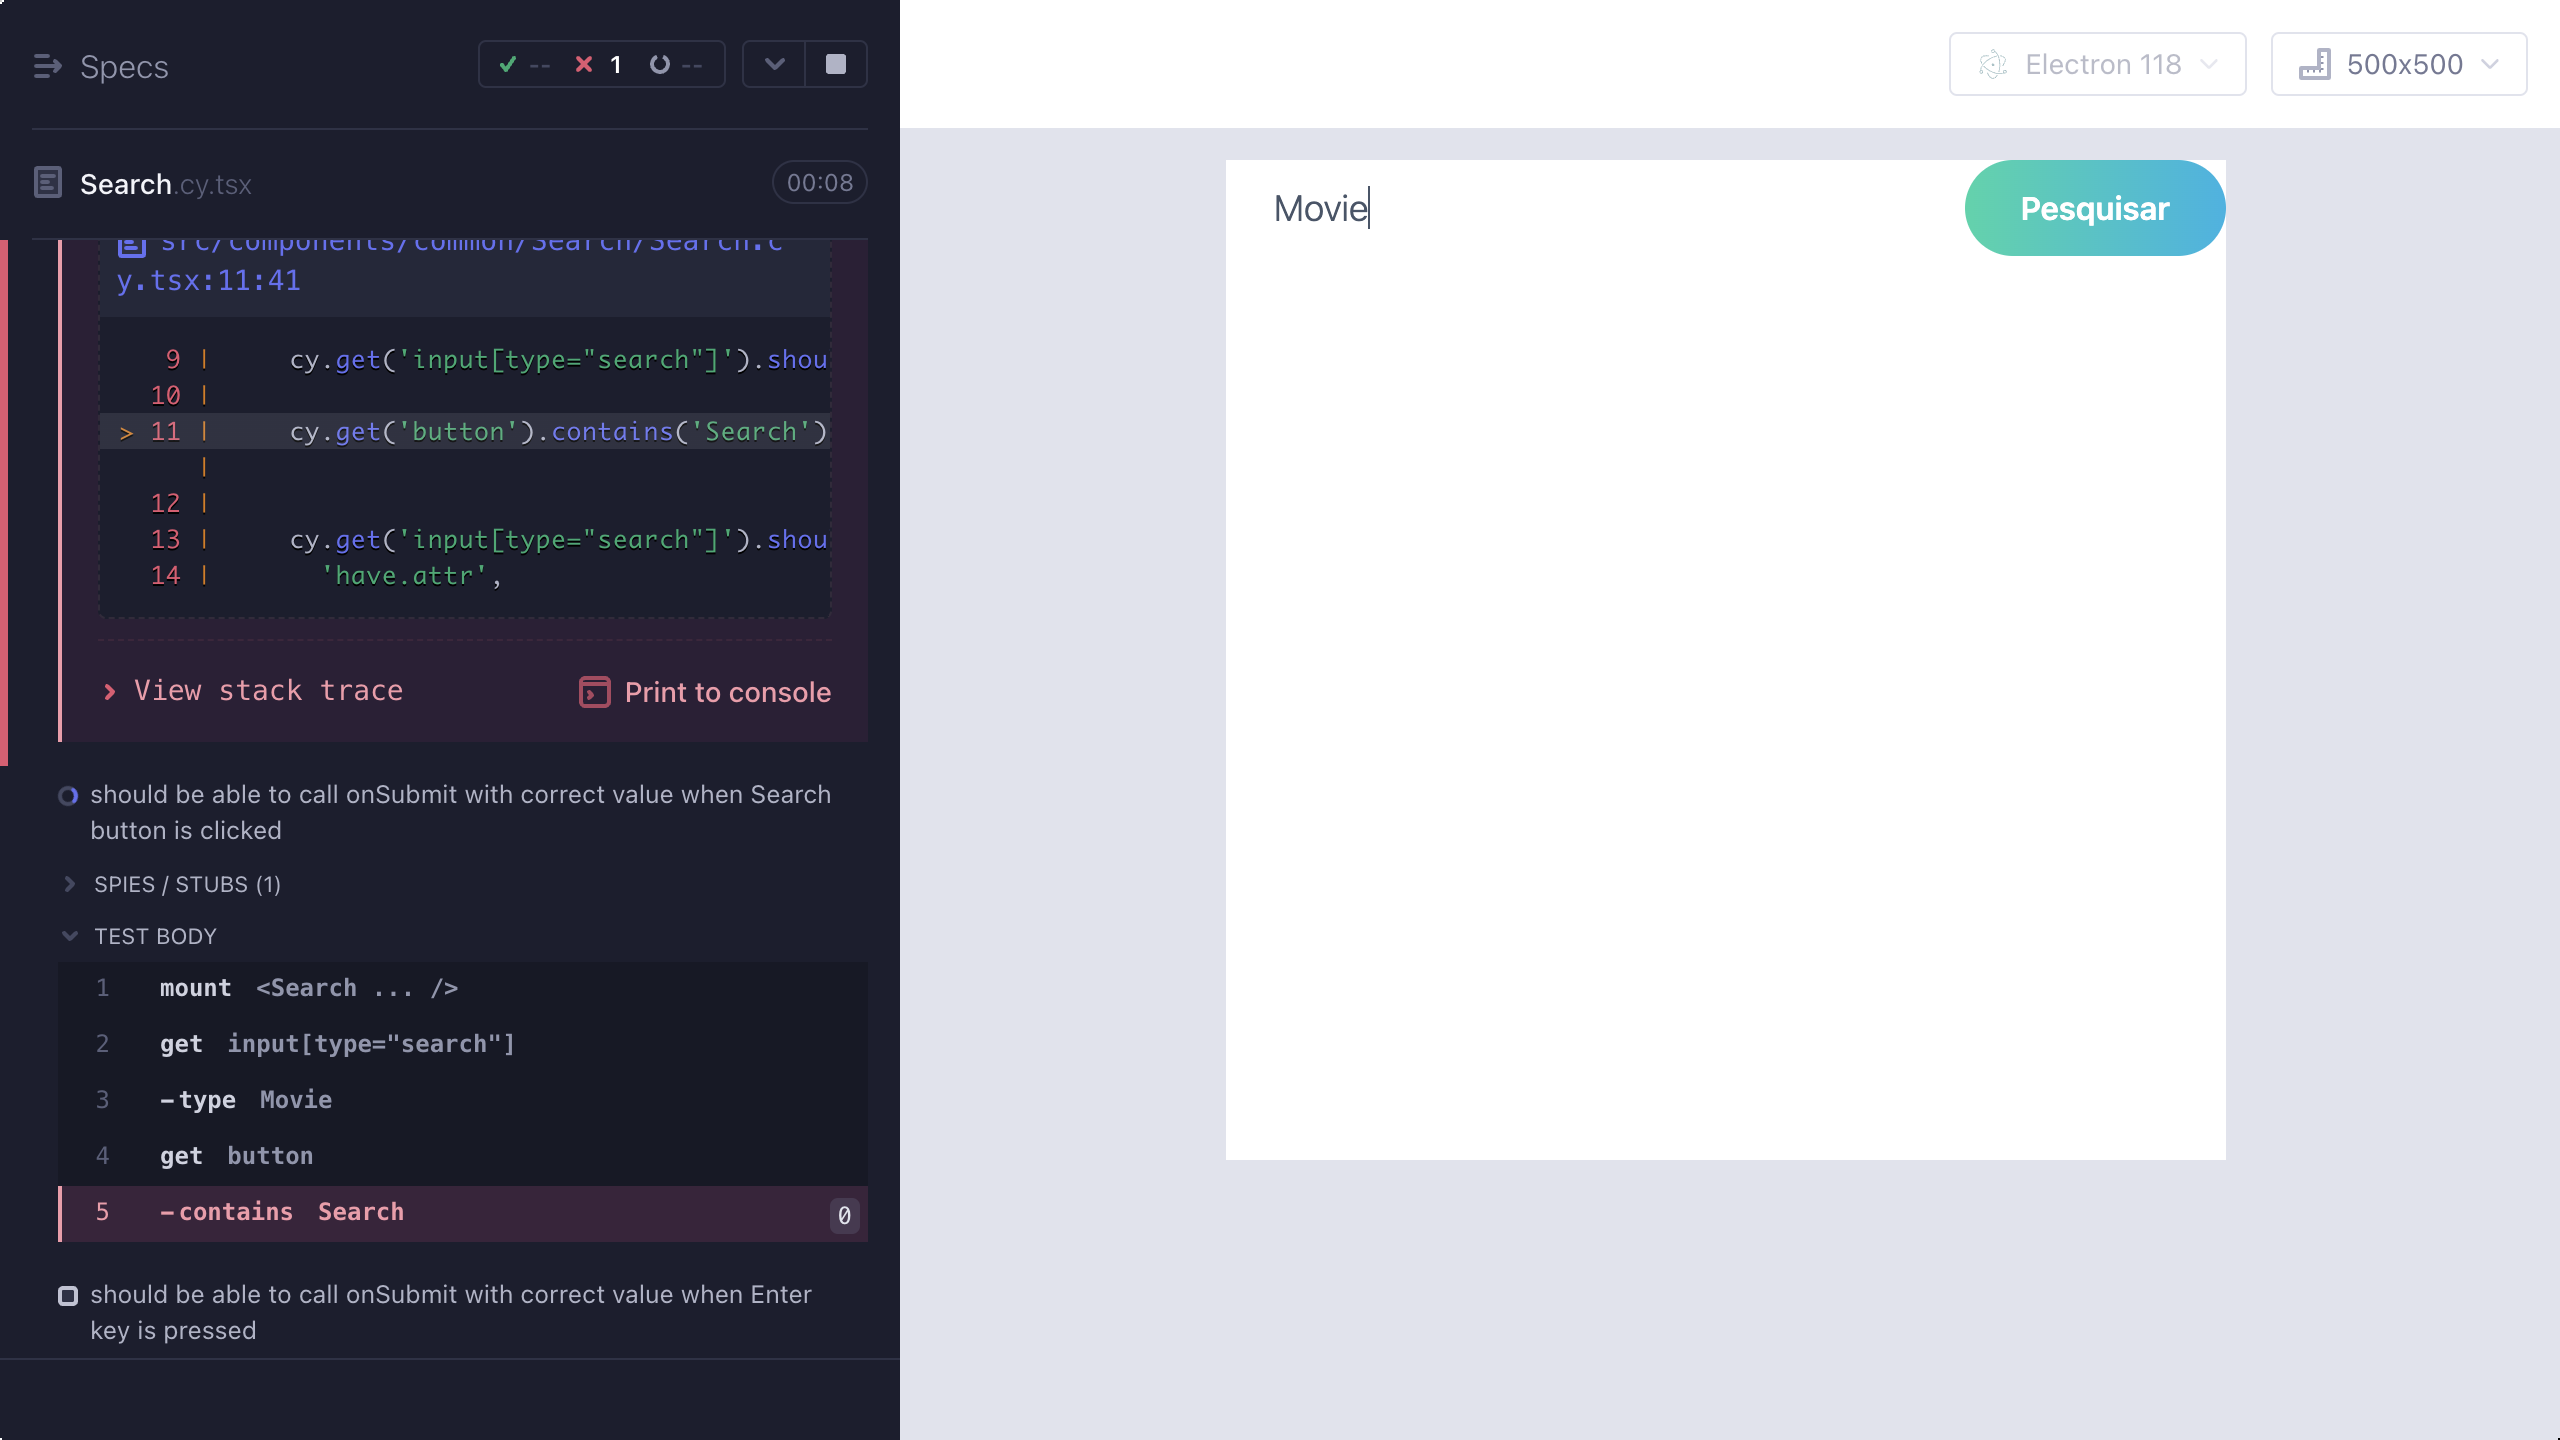 Specs
-- 1 --
Search.cy.tsx 00:08
src/components/common/Search/Search.c
y.tsx:11:41
9 | cy.get('input[type="search"]').shou
10 |
> 11 | cy.get('button').contains('Search')
|
12 |
13 | cy.get('input[type="search"]').shou
14 | 'have.attr',
View stack trace
Print to console
should be able to call onSubmit with correct value when Search
button is clicked
SPIES / STUBS (1)
TEST BODY
1 mount <Search ... />
2 get input[type="search"]
3 -type Movie
4 get button
5 -contains Search 0
should be able to call onSubmit with correct value when Enter
key is pressed
Electron 118
500x500
Movie
Pesquisar